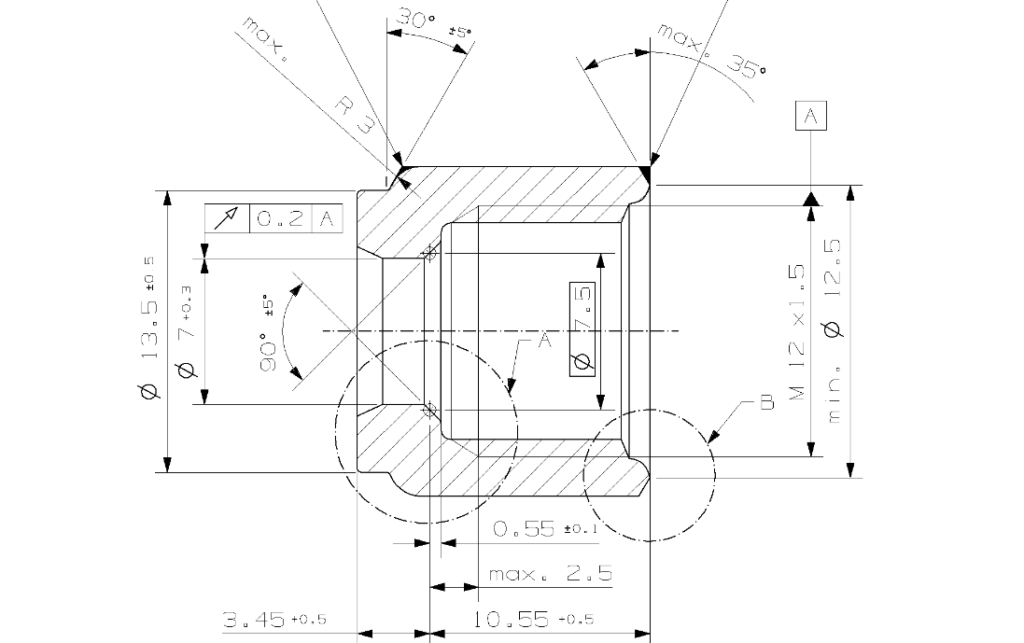 30° ±5°
max.
R 3
max. 35°
A
0.2 A
Ø 13.5 ±0.5
Ø 7 +0.3
90° ±5°
Ø 7.5
M 12 x1.5
min. Ø 12.5
A
B
0.55 ±0.1
max. 2.5
3.45 +0.5
10.55 +0.5